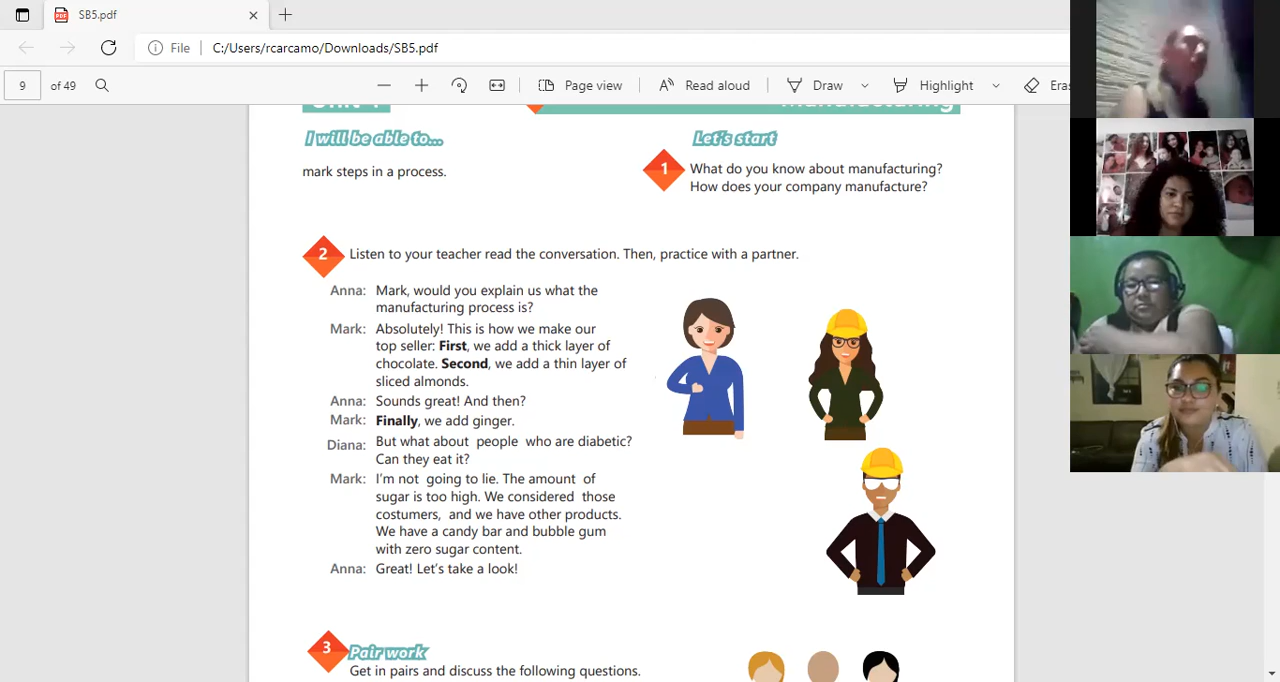 SB5.pdf
File
C:/Users/rcarcamo/Downloads/SB5.pdf
9 of 49
Page view
Read aloud
Draw
Highlight
Eras
manufacturing
I will be able to...
mark steps in a process.
Let's start
1
What do you know about manufacturing?
How does your company manufacture?
2
Listen to your teacher read the conversation. Then, practice with a partner.
Anna: Mark, would you explain us what the
manufacturing process is?
Mark: Absolutely! This is how we make our
top seller: First, we add a thick layer of
chocolate. Second, we add a thin layer of
sliced almonds.
Anna: Sounds great! And then?
Mark: Finally, we add ginger.
Diana: But what about people who are diabetic?
Can they eat it?
Mark: I'm not going to lie. The amount of
sugar is too high. We considered those
costumers, and we have other products.
We have a candy bar and bubble gum
with zero sugar content.
Anna: Great! Let's take a look!
3
Pair work
Get in pairs and discuss the following questions.